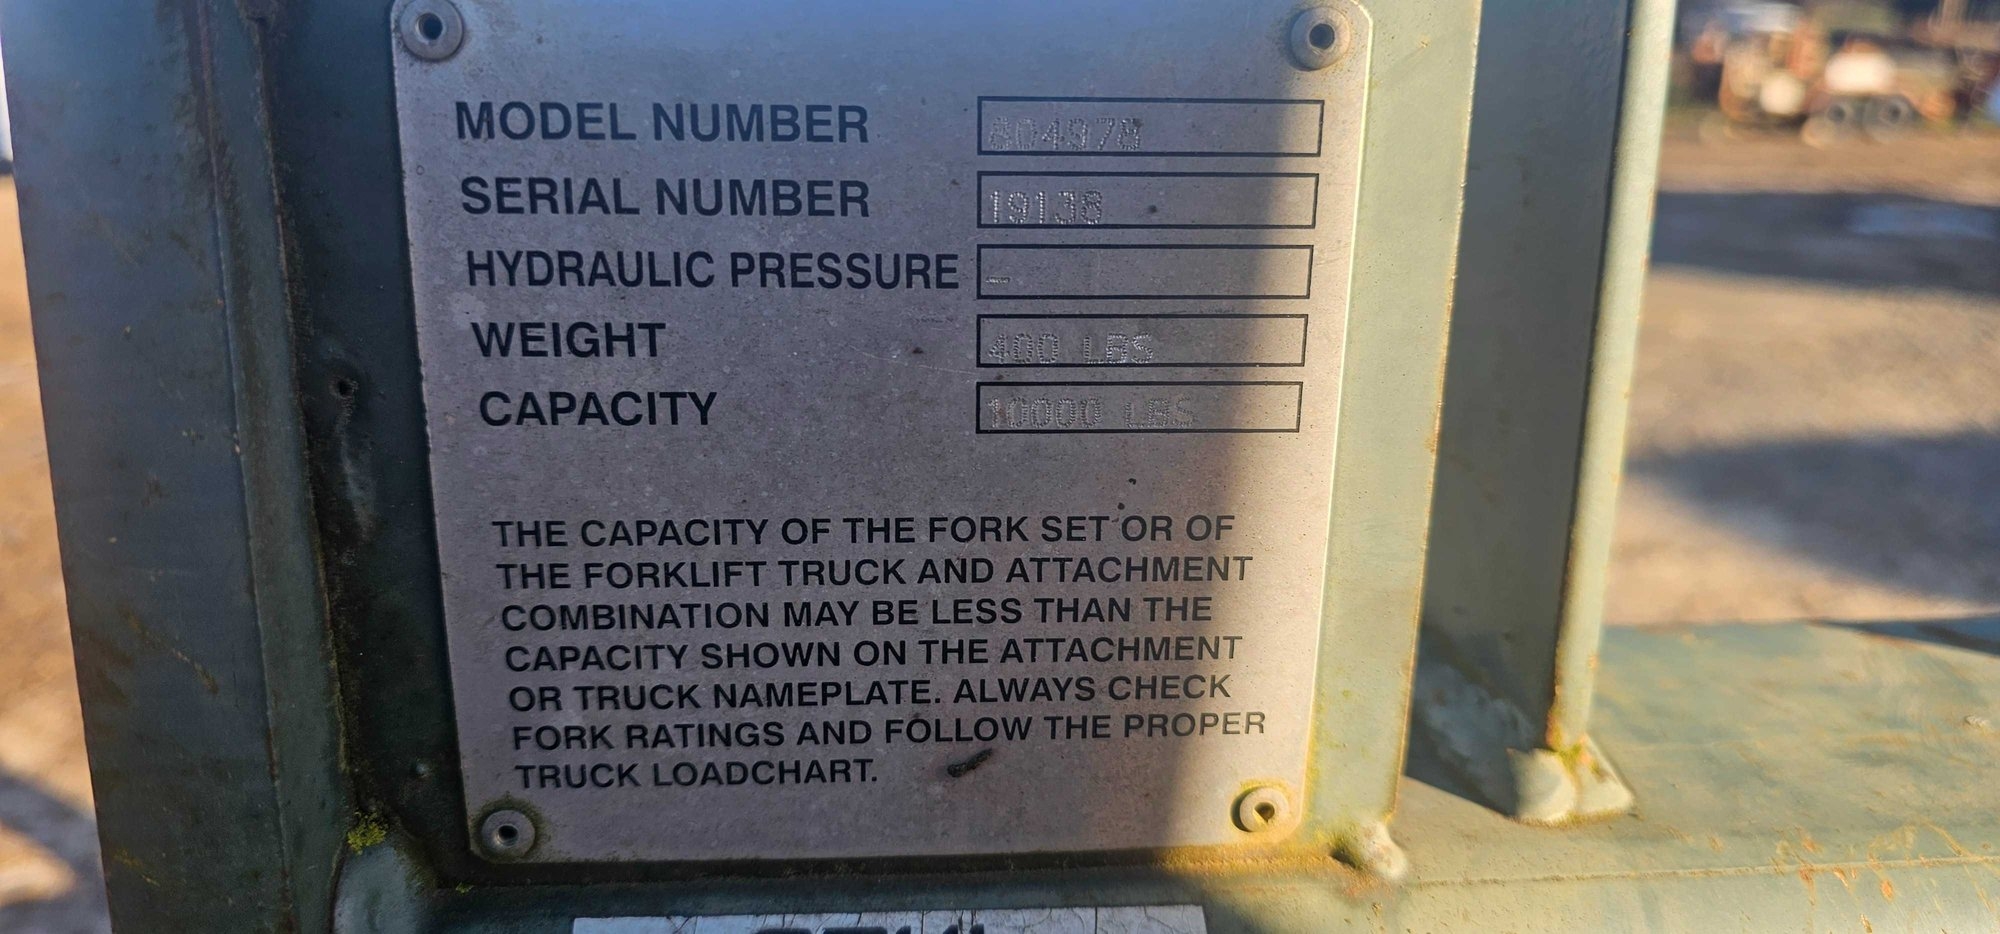 MODEL NUMBER 804978
SERIAL NUMBER 19138
HYDRAULIC PRESSURE –
WEIGHT 400 LBS
CAPACITY 10000 LBS
THE CAPACITY OF THE FORK SET OR OF
THE FORKLIFT TRUCK AND ATTACHMENT
COMBINATION MAY BE LESS THAN THE
CAPACITY SHOWN ON THE ATTACHMENT
OR TRUCK NAMEPLATE. ALWAYS CHECK
FORK RATINGS AND FOLLOW THE PROPER
TRUCK LOADCHART.